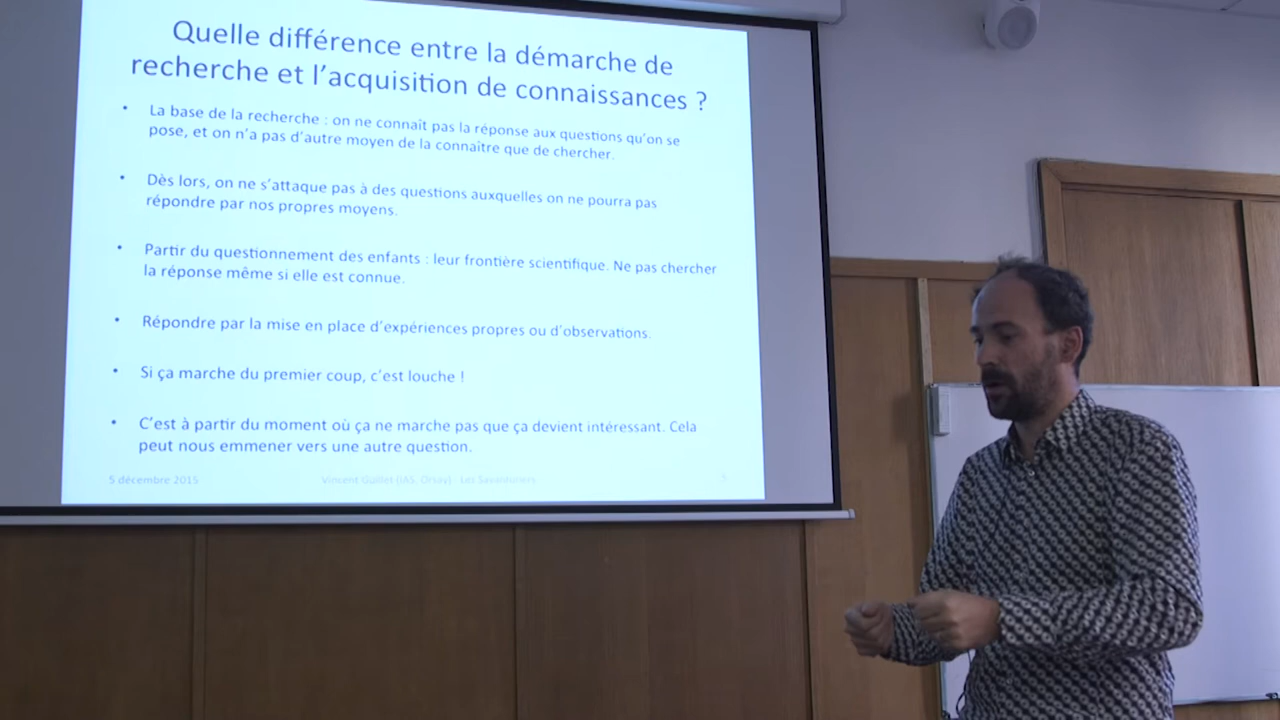 Quelle différence entre la démarche de
recherche et l'acquisition de connaissances ?
• La base de la recherche : on ne connaît pas la réponse aux questions qu'on se
pose, et on n'a pas d'autre moyen de la connaître que de chercher.
• Dès lors, on ne s'attaque pas à des questions auxquelles on ne pourra pas
répondre par nos propres moyens.
• Partir du questionnement des enfants : leur frontière scientifique. Ne pas chercher
la réponse même si elle est connue.
• Répondre par la mise en place d'expériences propres ou d'observations.
• Si ça marche du premier coup, c'est louche !
• C'est à partir du moment où ça ne marche pas que ça devient intéressant. Cela
peut nous emmener vers une autre question.
5 décembre 2015 Vincent Guillet (IAS, Orsay) Les